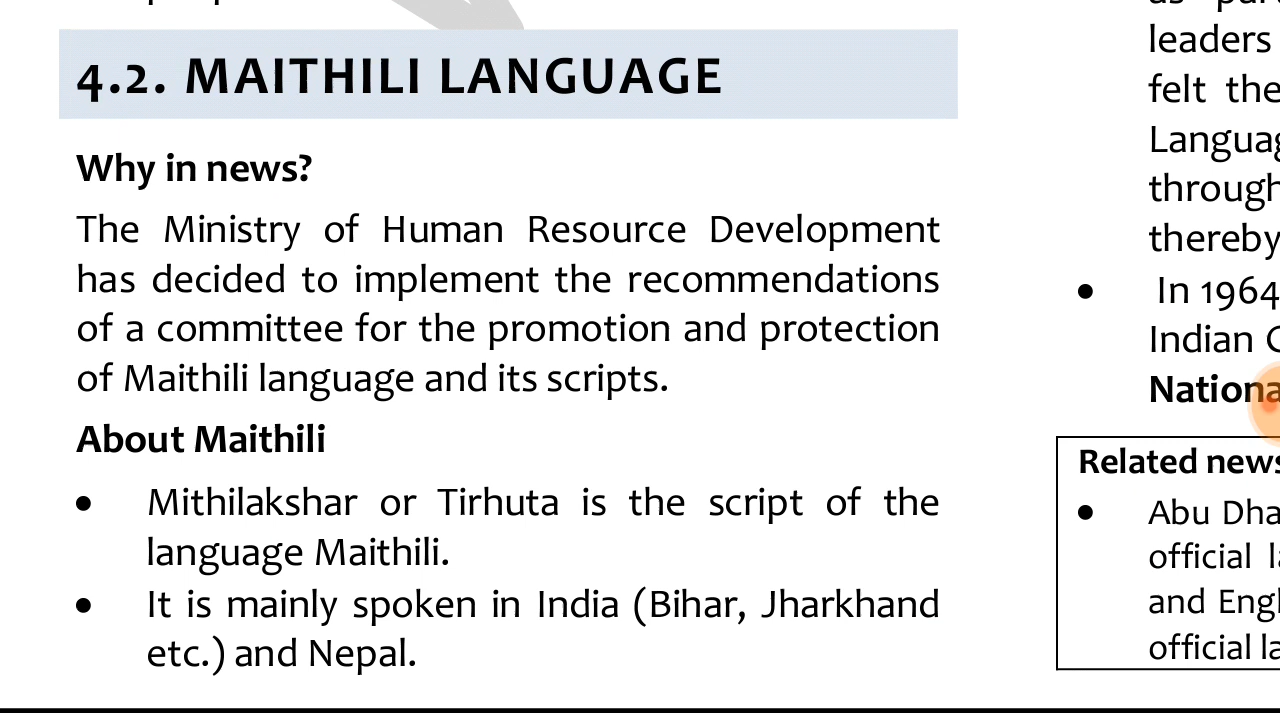 4.2. MAITHILI LANGUAGE
Why in news?
The Ministry of Human Resource Development
has decided to implement the recommendations
of a committee for the promotion and protection
of Maithili language and its scripts.
About Maithili
• Mithilakshar or Tirhuta is the script of the
language Maithili.
• It is mainly spoken in India (Bihar, Jharkhand
etc.) and Nepal.
leaders
felt the
through
thereby
• In 1964
Indian
Related news
• Abu
official
and
official